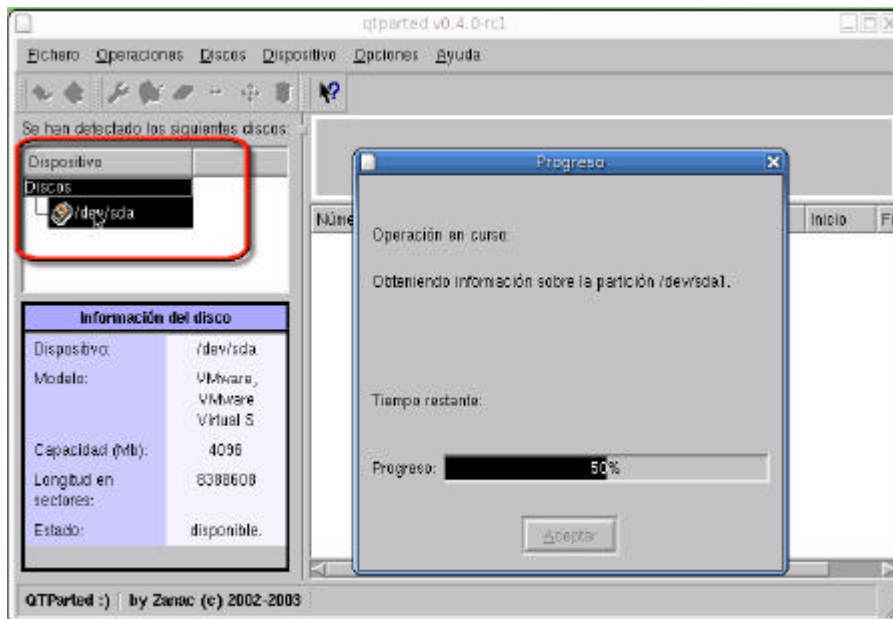 qtparted v0.4.0-rc1
Fichero Operaciones Discos Dispositivo Opciones Ayuda
Se han detectado los siguientes discos:
Dispositivo
Discos
/dev/sda
Información del disco
Dispositivo: /dev/sda
Modelo: VMware,
VMware
Virtual S
Capacidad (Mb): 4096
Longitud en
sectores: 8388608
Estado: disponible.
Núme
Inicio
Fi
Progreso
Operación en curso:
Obteniendo información sobre la partición /dev/sda1.
Tiempo restante:
Progreso: 50%
Aceptar
QTParted :) by Zanac (c) 2002-2003